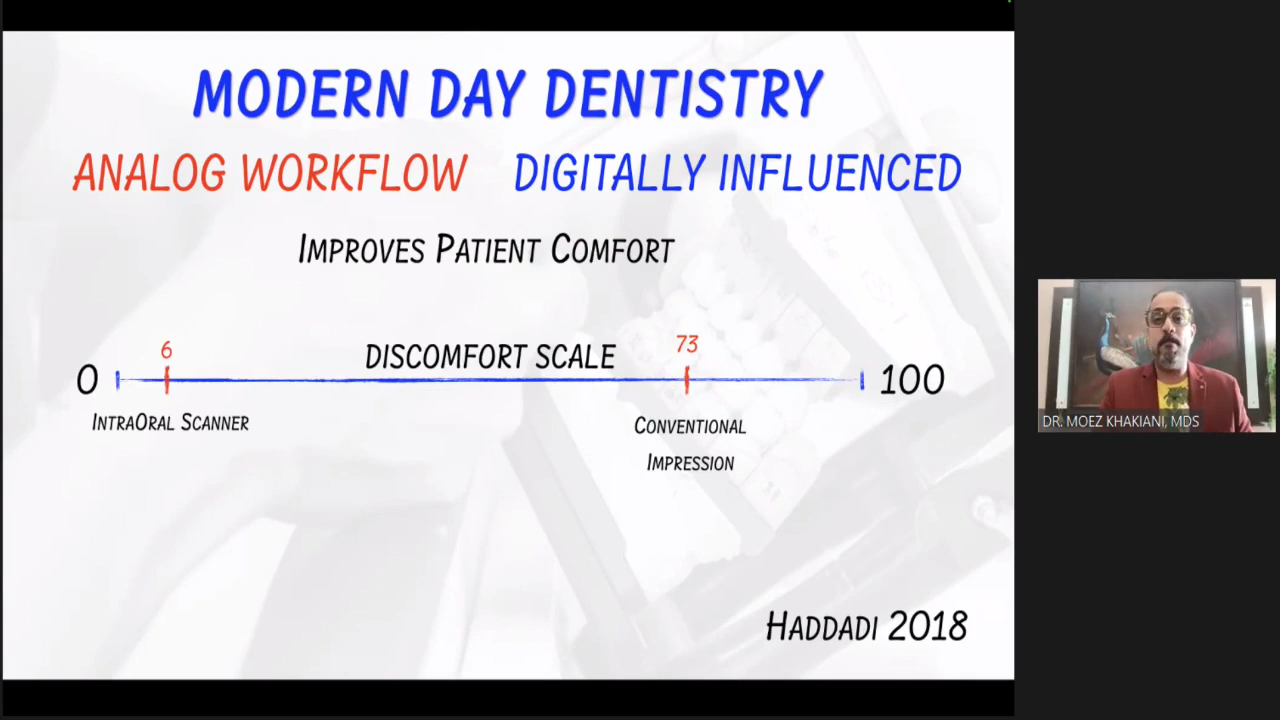 MODERN DAY DENTISTRY
ANALOG WORKFLOW DIGITALLY INFLUENCED
IMPROVES PATIENT COMFORT
6 DISCOMFORT SCALE 73
0 100
INTRAORAL SCANNER
CONVENTIONAL
IMPRESSION
HADDADI 2018
DR. MOEZ KHAKIANI, MDS